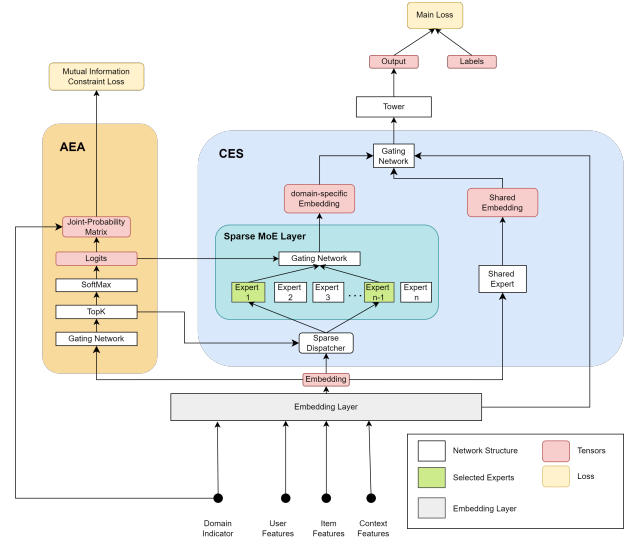 Main Loss
Output
Labels
Mutual Information
Constraint Loss
Tower
AEA
CES
Gating
Network
domain-specific
Embedding
Shared
Embedding
Joint-Probability
Matrix
Sparse MoE Layer
Logits
Gating Network
SoftMax
Expert
1
Expert
2
Expert
3
...
Expert
n-1
Expert
n
Shared
Expert
TopK
Gating Network
Sparse
Dispatcher
Embedding
Embedding Layer
Network Structure
Tensors
Selected Experts
Loss
Embedding Layer
Domain
Indicator
User
Features
Item
Features
Context
Features